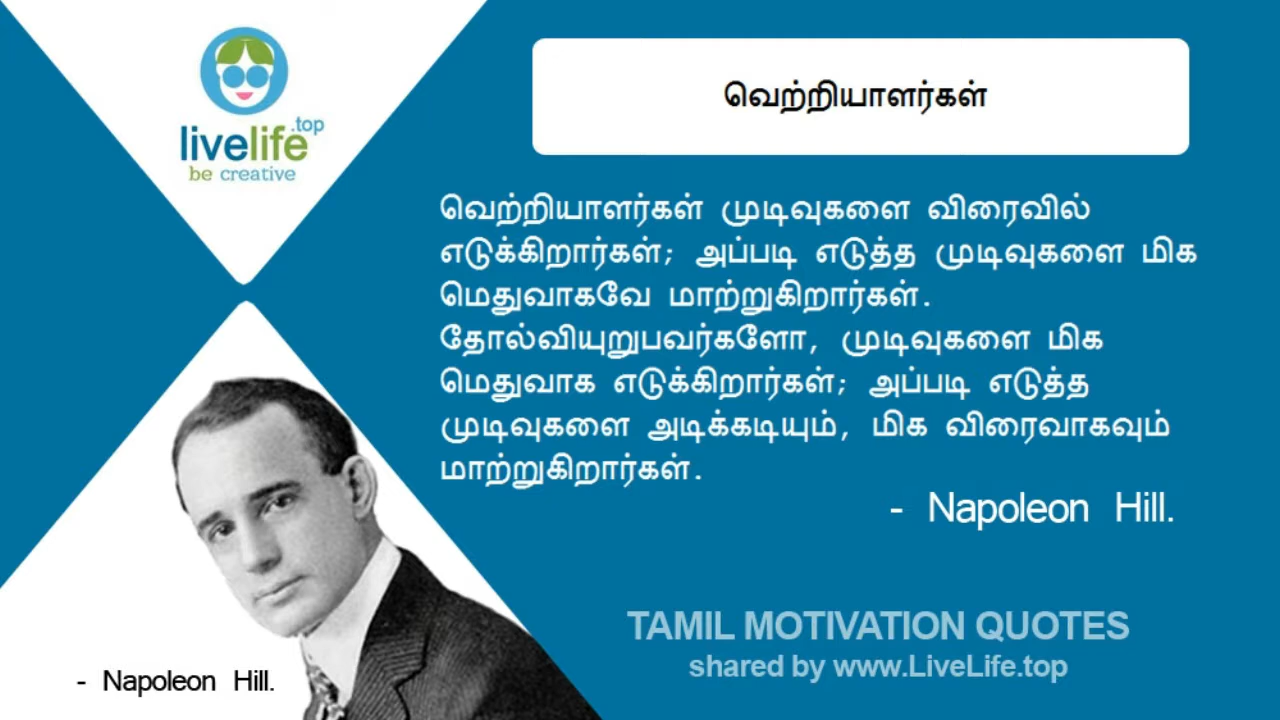 .top
livelife
be creative
வெற்றியாளர்கள்
வெற்றியாளர்கள் முடிவுகளை விரைவில்
எடுக்கிறார்கள்; அப்படி எடுத்த முடிவுகளை மிக
மெதுவாகவே மாற்றுகிறார்கள்.
தோல்வியுறுபவர்களோ, முடிவுகளை மிக
மெதுவாக எடுக்கிறார்கள்; அப்படி எடுத்த
முடிவுகளை அடிக்கடியும், மிக விரைவாகவும்
மாற்றுகிறார்கள்.
- Napoleon Hill.
TAMIL MOTIVATION QUOTES
shared by www.LiveLife.top
- Napoleon Hill.